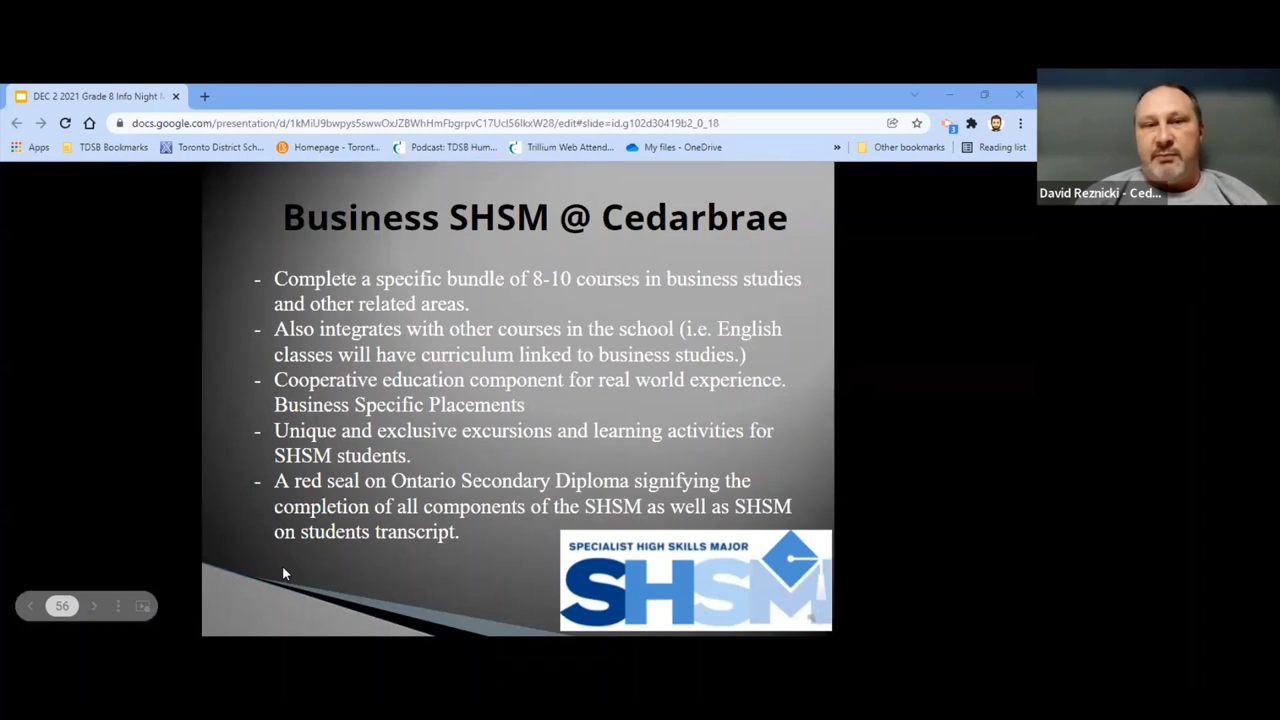 DEC 2 2021 Grade 8 Info Night
docs.google.com/presentation/d/1kMiU9bwpys5swwOxJZBWhHmFbgrpvC17UcI56IkxW28/edit#slide=id.g102d30419b2_0_18
3
Apps TDSB Bookmarks Toronto District Sch... Homepage - Toront... Podcast: TDSB Hum... Trillium Web Attend... My files - OneDrive » Other bookmarks Reading list
David Reznicki - Ced...
Business SHSM @ Cedarbrae
- Complete a specific bundle of 8-10 courses in business studies
and other related areas.
- Also integrates with other courses in the school (i.e. English
classes will have curriculum linked to business studies.)
- Cooperative education component for real world experience.
Business Specific Placements
- Unique and exclusive excursions and learning activities for
SHSM students.
- A red seal on Ontario Secondary Diploma signifying the
completion of all components of the SHSM as well as SHSM
on students transcript.
SPECIALIST HIGH SKILLS MAJOR
SHSM
56